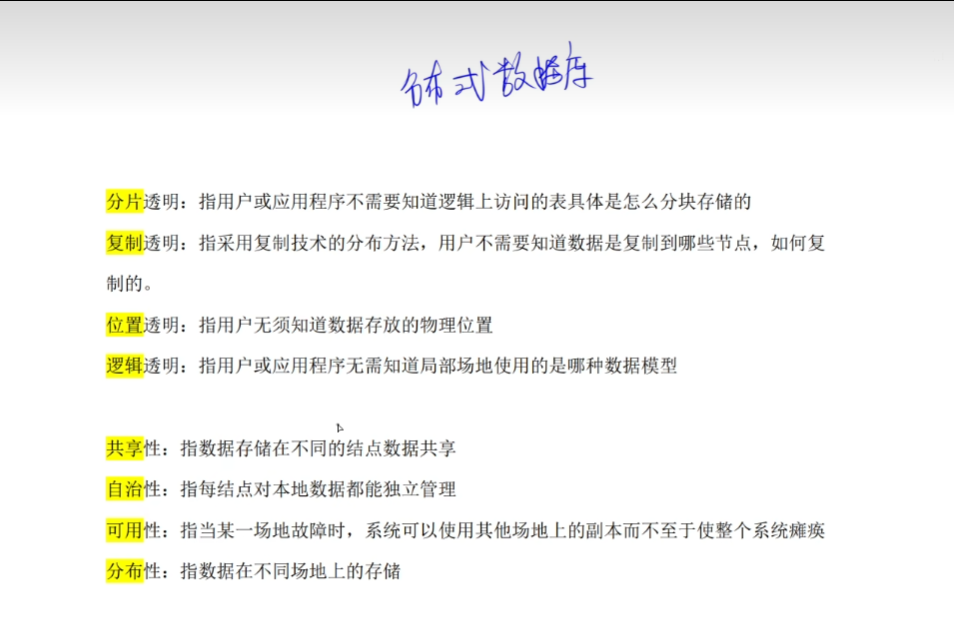 分布式数据库
分片透明：指用户或应用程序不需要知道逻辑上访问的表具体是怎么分块存储的
复制透明：指采用复制技术的分布方法，用户不需要知道数据是复制到哪些节点，如何复
制的。
位置透明：指用户无须知道数据存放的物理位置
逻辑透明：指用户或应用程序无需知道局部场地使用的是哪种数据模型
共享性：指数据存储在不同的结点数据共享
自治性：指每结点对本地数据都能独立管理
可用性：指当某一场地故障时，系统可以使用其他场地上的副本而不至于使整个系统瘫痪
分布性：指数据在不同场地上的存储